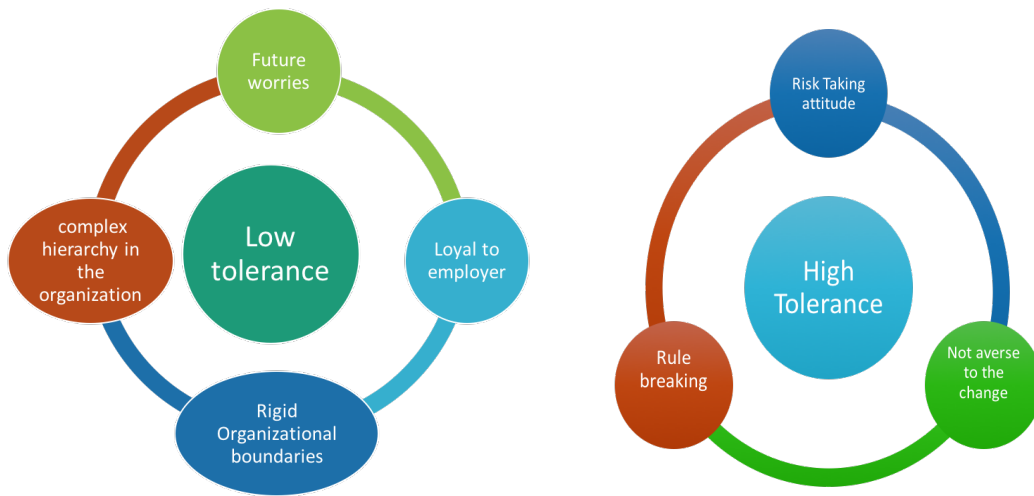 Future
worries
complex
hierarchy in
the
organization
Low
tolerance
Loyal to
employer
Rigid
Organizational
boundaries
Risk Taking
attitude
High
Tolerance
Rule
breaking
Not averse
to the
change